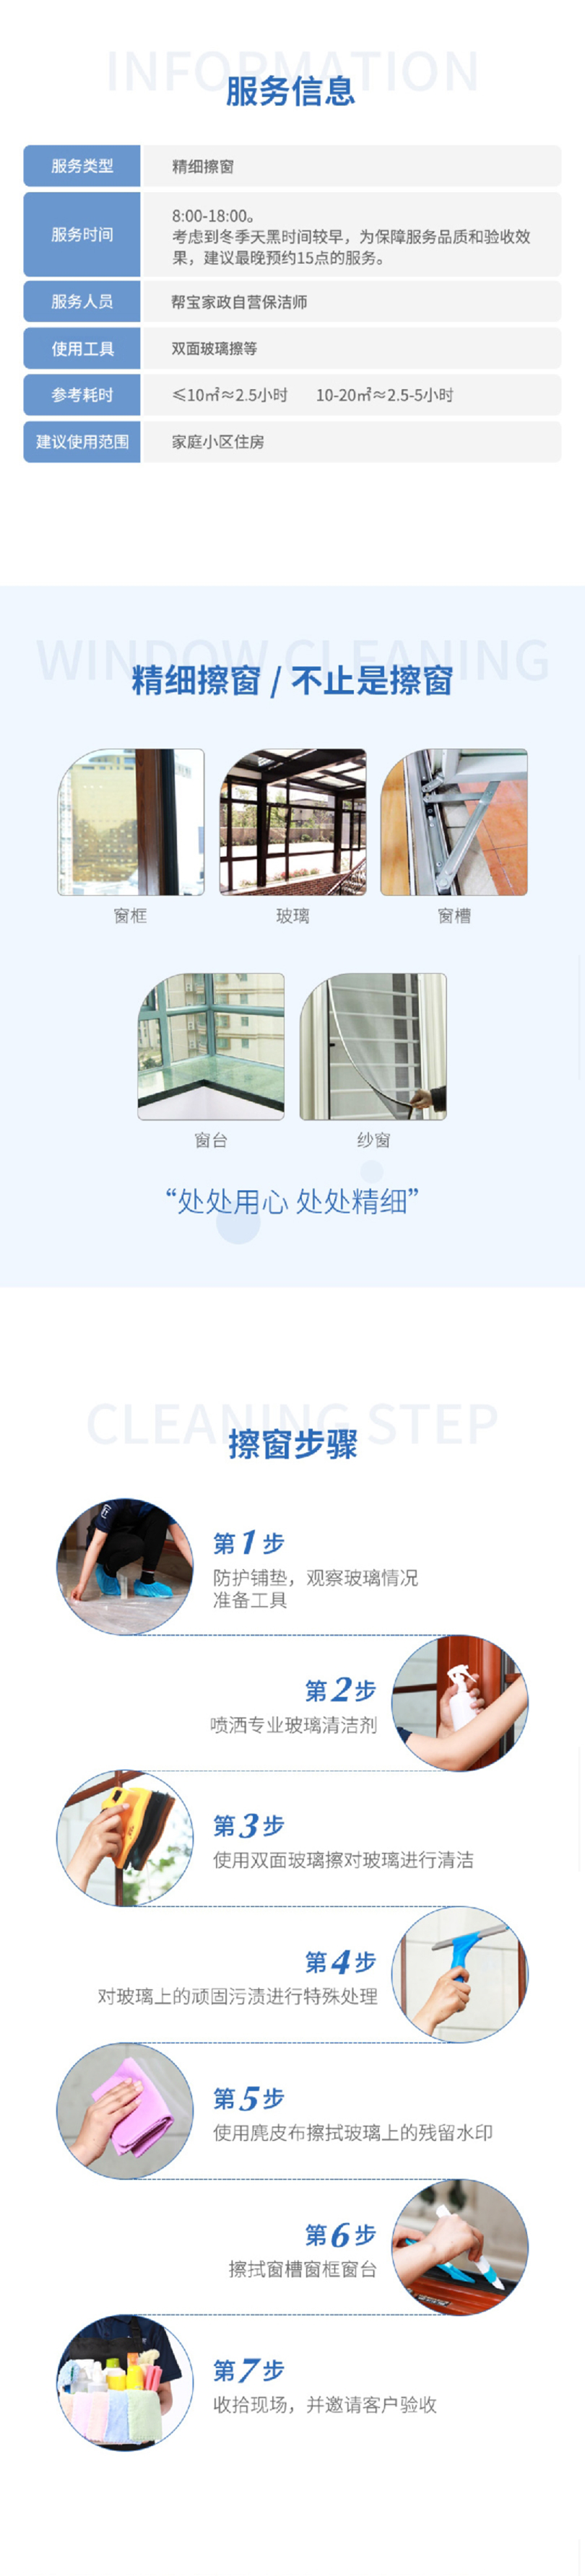 INFORMATION
服务信息
服务类型
精细擦窗
服务时间
8:00-18:00。
考虑到冬季天黑时间较早，为保障服务品质和验收效
果，建议最晚预约15点的服务。
服务人员
帮宝家政自营保洁师
使用工具
双面玻璃擦等
参考耗时
≤10㎡≈2.5小时 10-20㎡≈2.5-5小时
建议使用范围
家庭小区住房
WINDOW CLEANING
精细擦窗 / 不止是擦窗
窗框
玻璃
窗槽
窗台
纱窗
“处处用心 处处精细”
CLEANING STEP
擦窗步骤
第1步
防护铺垫，观察玻璃情况
准备工具
第2步
喷洒专业玻璃清洁剂
第3步
使用双面玻璃擦对玻璃进行清洁
第4步
对玻璃上的顽固污渍进行特殊处理
第5步
使用麂皮布擦拭玻璃上的残留水印
第6步
擦拭窗槽窗框窗台
第7步
收拾现场，并邀请客户验收